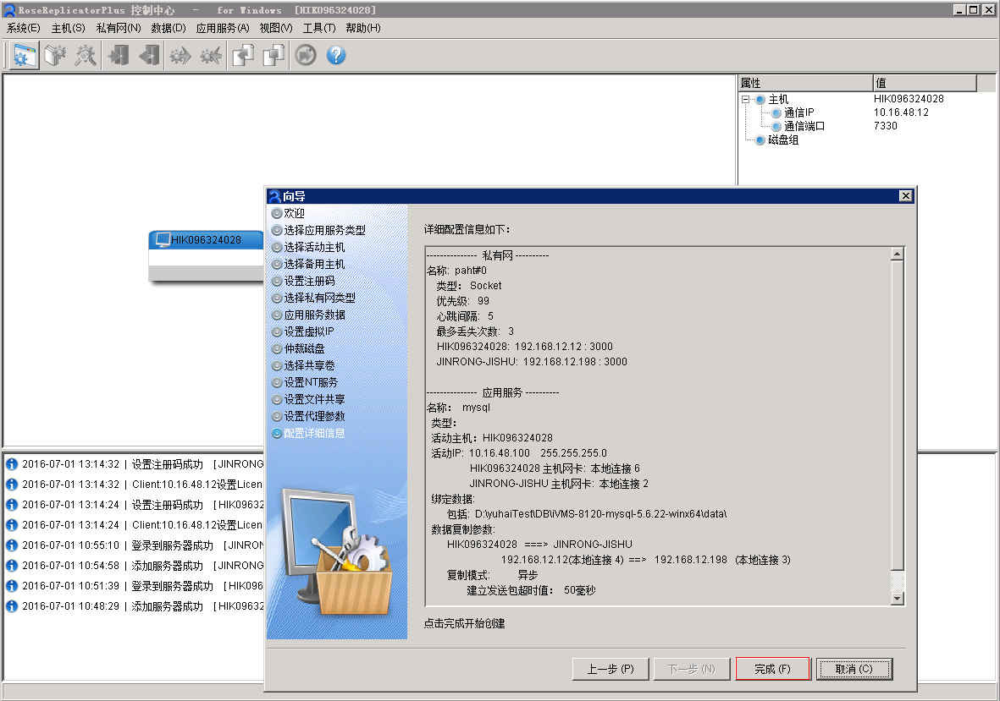 RoseReplicatorPlus 控制中心 - for Windows [HIK096324028]
系统(E) 主机(S) 私有网(N) 数据(D) 应用服务(A) 视图(V) 工具(T) 帮助(H)
属性 值
主机 HIK096324028
通信IP 10.16.48.12
通信端口 7330
磁盘组
HIK096324028
向导
欢迎
选择应用服务类型
选择活动主机
选择备用主机
设置注册码
选择私有网类型
应用服务数据
设置虚拟IP
仲裁磁盘
选择共享卷
设置NT服务
设置文件共享
设置代理参数
配置详细信息
详细配置信息如下：
--------------- 私有网 ----------
名称: paht#0
类型: Socket
优先级: 99
心跳间隔: 5
最多丢失次数: 3
HIK096324028: 192.168.12.12 : 3000
JINRONG-JISHU: 192.168.12.198 : 3000
--------------- 应用服务 ----------
名称: mysql
类型:
活动主机: HIK096324028
活动IP: 10.16.48.100 255.255.255.0
HIK096324028 主机网卡: 本地连接 6
JINRONG-JISHU 主机网卡: 本地连接 2
绑定数据:
包括: D:\yuhaiTest\DB\iVMS-8120-mysql-5.6.22-winx64\data\
数据复制参数:
HIK096324028 ===> JINRONG-JISHU
192.168.12.12(本地连接 4) ==> 192.168.12.198 (本地连接 3)
复制模式: 异步
建立发送包超时值: 50毫秒
点击完成开始创建
上一步 (P) 下一步 (N) 完成 (F) 取消 (C)
2016-07-01 13:14:32 | 设置注册码成功 [JINRONG
2016-07-01 13:14:32 | Client:10.16.48.12设置Licen
2016-07-01 13:14:24 | 设置注册码成功 [HIK0963
2016-07-01 13:14:24 | Client:10.16.48.12设置Licen
2016-07-01 10:55:10 | 登录到服务器成功 [JINRON
2016-07-01 10:54:58 | 添加服务器成功 [JINRONG
2016-07-01 10:51:39 | 登录到服务器成功 [HIK096
2016-07-01 10:48:29 | 添加服务器成功 [HIK09632